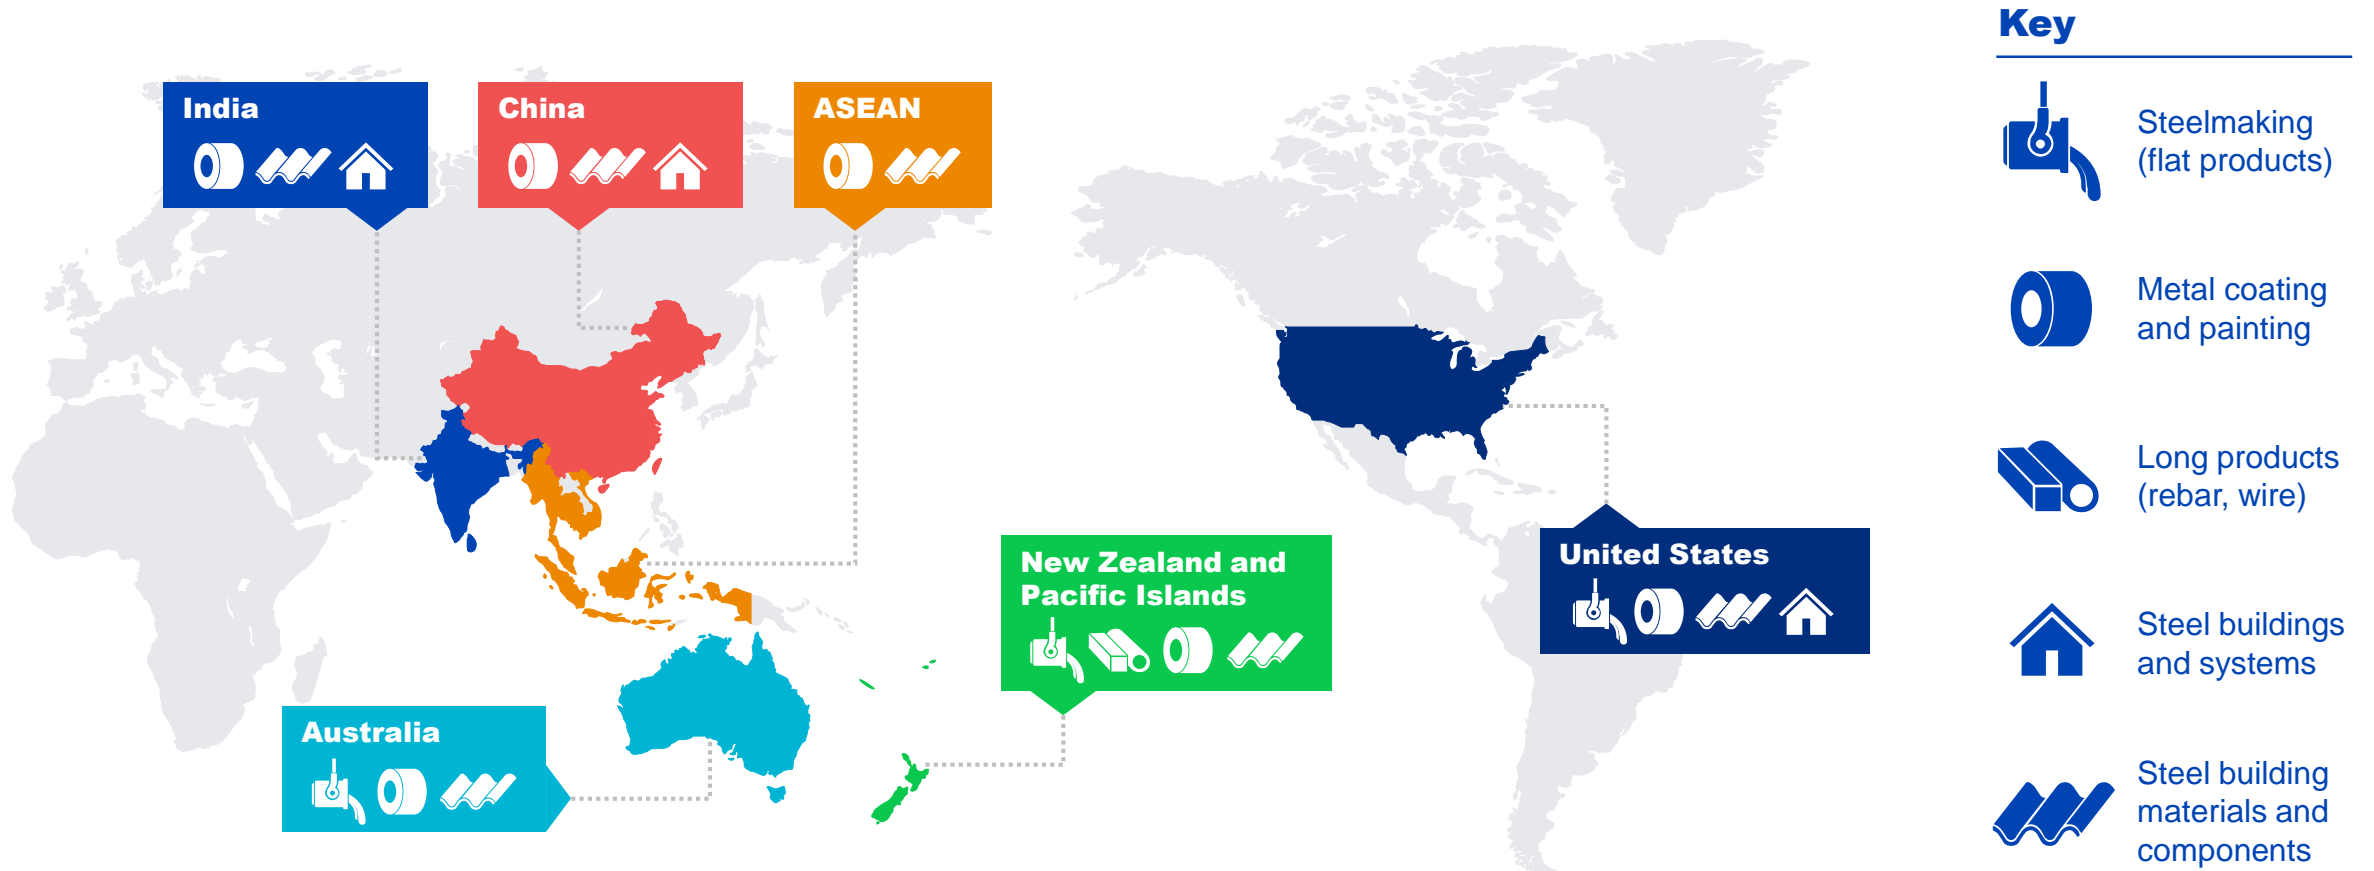 Key
India
China
ASEAN
Steelmaking
(flat products)
Metal coating
and painting
Long products
(rebar, wire)
New Zealand and
Pacific Islands
United States
Steel buildings
and systems
Australia
Steel building
materials and
components